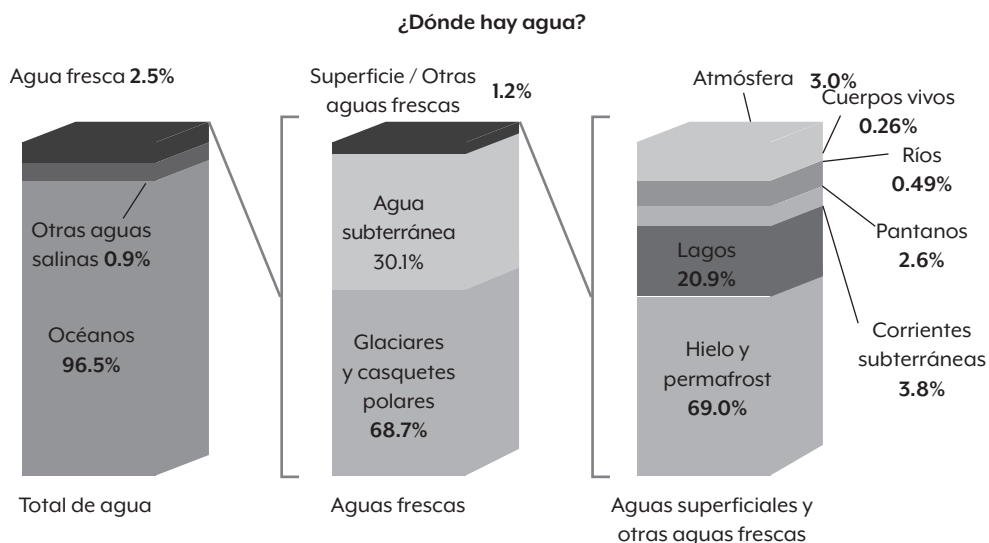 ¿Dónde hay agua?
Agua fresca 2.5%
Otras aguas
salinas 0.9%
Océanos
96.5%
Total de agua
Superficie / Otras
aguas frescas 1.2%
Agua
subterránea
30.1%
Glaciares
y casquetes
polares
68.7%
Aguas frescas
Atmósfera 3.0%
Cuerpos vivos
0.26%
Ríos
0.49%
Pantanos
2.6%
Corrientes
subterráneas
3.8%
Lagos
20.9%
Hielo y
permafrost
69.0%
Aguas superficiales y
otras aguas frescas